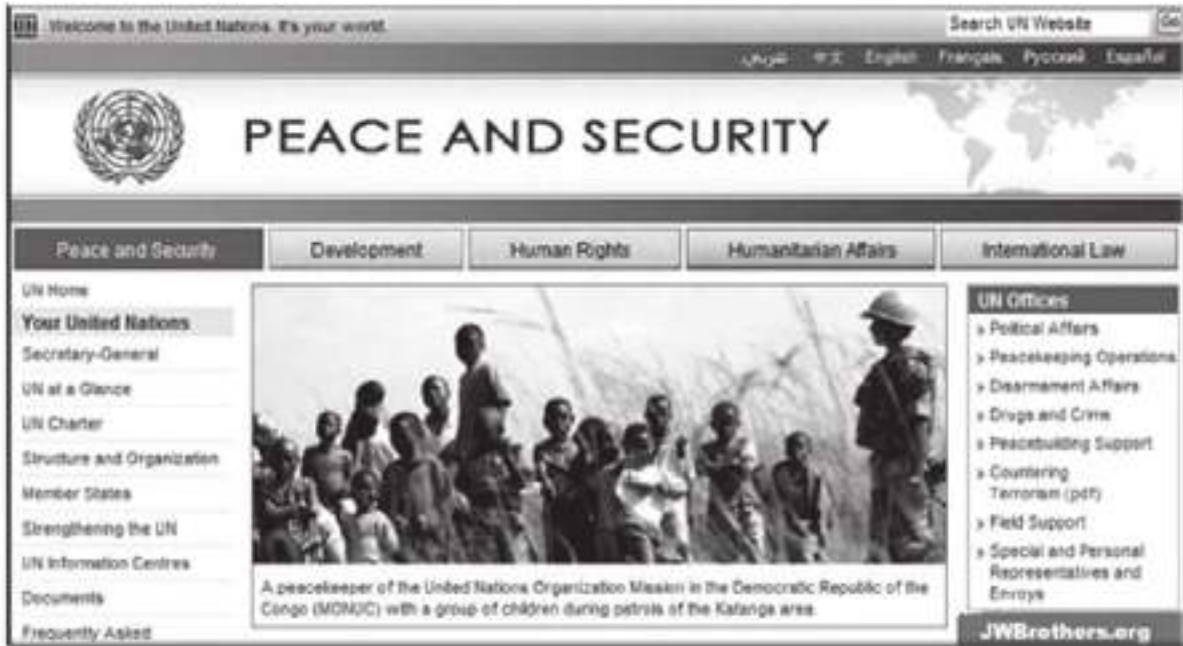 UN Welcome to the United Nations. It's your world.
Search UN Website
Go
中文 English Français Русский Español
PEACE AND SECURITY
Peace and Security
Development
Human Rights
Humanitarian Affairs
International Law
UN Home
Your United Nations
Secretary-General
UN at a Glance
UN Charter
Structure and Organization
Member States
Strengthening the UN
UN Information Centres
Documents
Frequently Asked
A peacekeeper of the United Nations Organization Mission in the Democratic Republic of the
Congo (MONUC) with a group of children during patrols of the Katanga area.
UN Offices
» Political Affairs
» Peacekeeping Operations
» Disarmament Affairs
» Drugs and Crime
» Peacebuilding Support
» Countering
Terrorism (pdf)
» Field Support
» Special and Personal
Representatives and
Envoys
JWBrothers.org